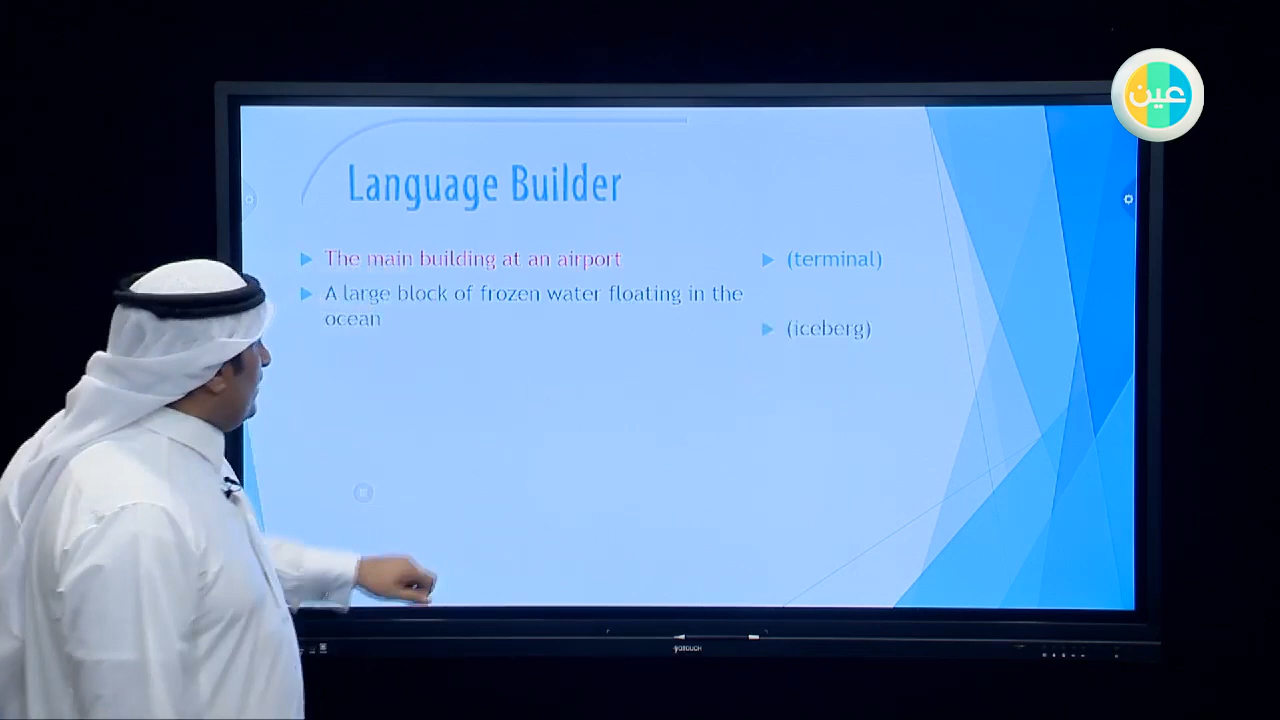 عين
Language Builder
The main building at an airport
(terminal)
A large block of frozen water floating in the
ocean
(iceberg)